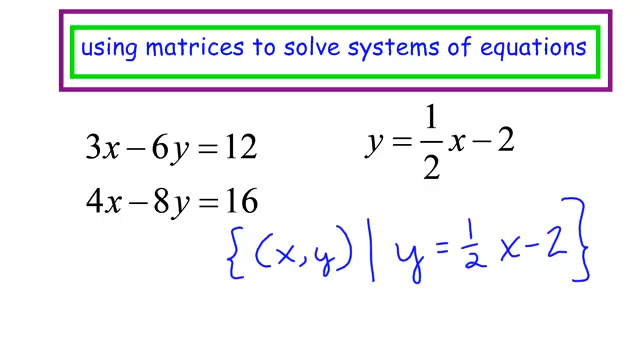 using matrices to solve systems of equations
3x − 6y = 12
4x − 8y = 16
y = 1/2 x − 2
{(x, y) | y = 1/2 x − 2}